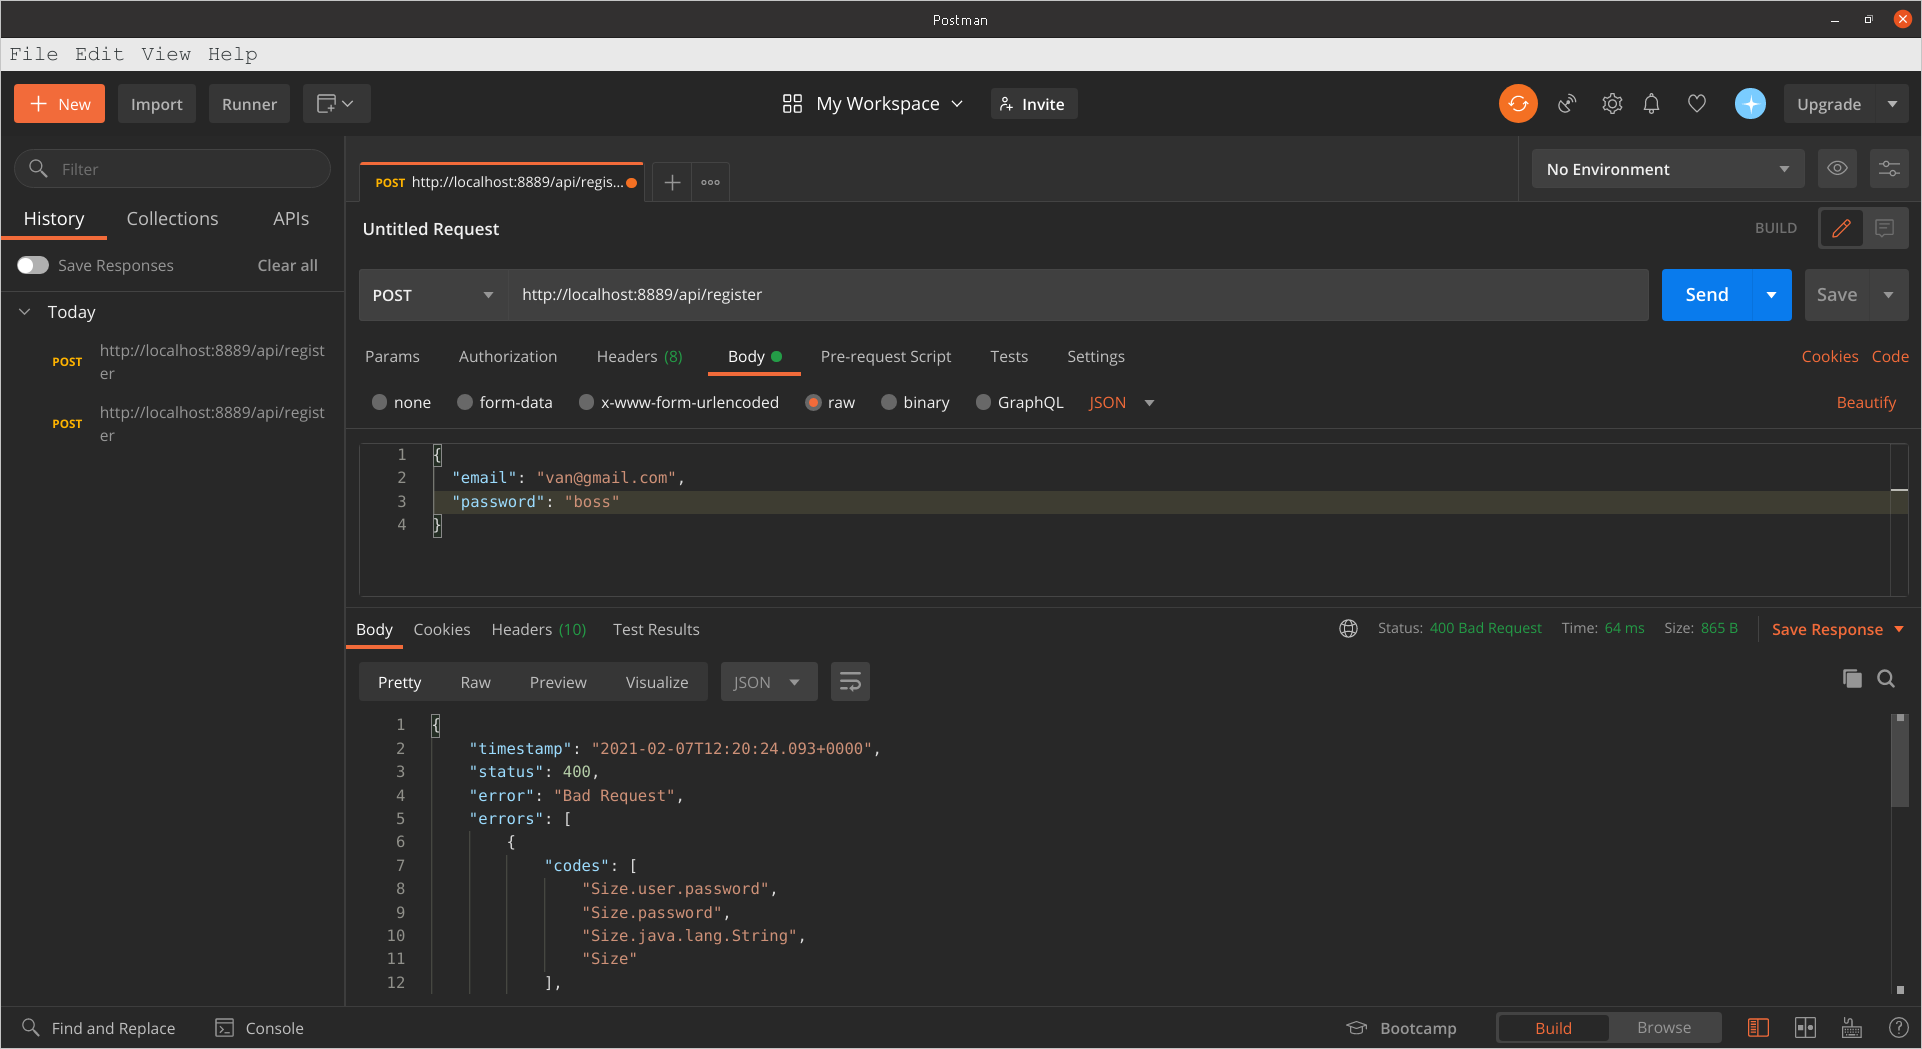 Postman
File Edit View Help
New Import Runner My Workspace Invite Upgrade
Filter
POST http://localhost:8889/api/regis...
No Environment
History Collections APIs
Untitled Request
BUILD
Save Responses Clear all
POST http://localhost:8889/api/register
Send Save
Today
POST http://localhost:8889/api/regist
er
POST http://localhost:8889/api/regist
er
Params Authorization Headers (8) Body Pre-request Script Tests Settings Cookies Code
none form-data x-www-form-urlencoded raw binary GraphQL JSON Beautify
1 {
2 "email": "van@gmail.com",
3 "password": "boss"
4 }
Body Cookies Headers (10) Test Results Status: 400 Bad Request Time: 64 ms Size: 865 B Save Response
Pretty Raw Preview Visualize JSON
1 {
2 "timestamp": "2021-02-07T12:20:24.093+0000",
3 "status": 400,
4 "error": "Bad Request",
5 "errors": [
6 {
7 "codes": [
8 "Size.user.password",
9 "Size.password",
10 "Size.java.lang.String",
11 "Size"
12 ],
Find and Replace Console Bootcamp Build Browse